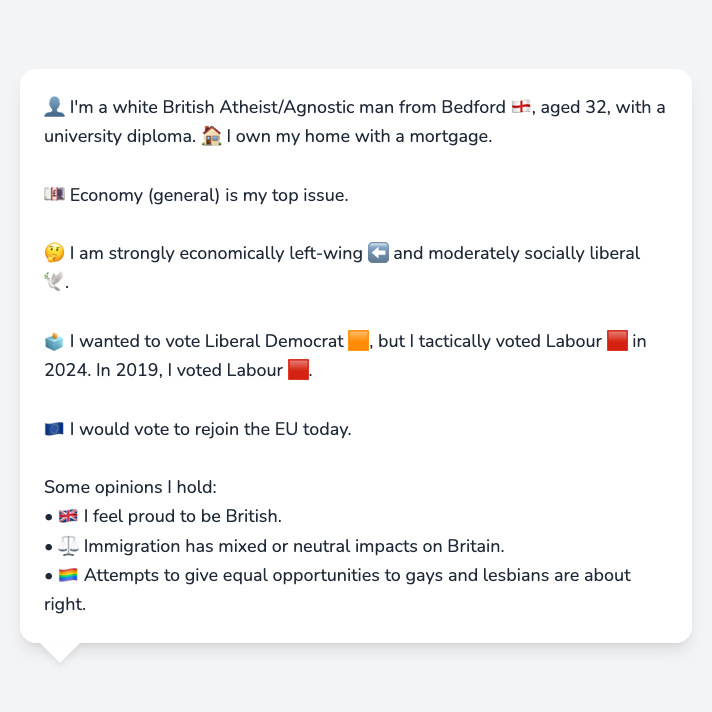 👤 I'm a white British Atheist/Agnostic man from Bedford 🏴󠁧󠁢󠁥󠁮󠁧󠁿, aged 32, with a
university diploma. 🏠 I own my home with a mortgage.
💷 Economy (general) is my top issue.
🤔 I am strongly economically left-wing ⬅️ and moderately socially liberal
🕊️.
🗳️ I wanted to vote Liberal Democrat 🟧, but I tactically voted Labour 🟥 in
2024. In 2019, I voted Labour 🟥.
🇪🇺 I would vote to rejoin the EU today.
Some opinions I hold:
• 🇬🇧 I feel proud to be British.
• ⚖️ Immigration has mixed or neutral impacts on Britain.
• 🏳️‍🌈 Attempts to give equal opportunities to gays and lesbians are about
right.